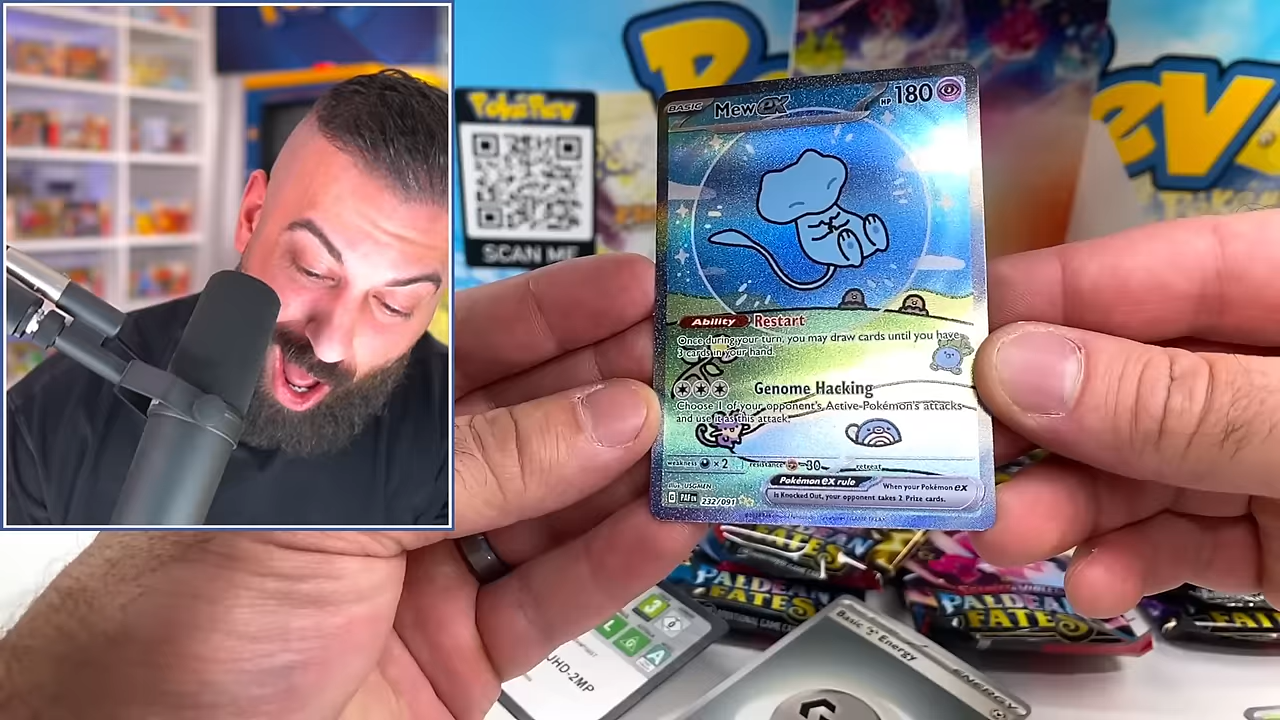 PokéRev
SCAN ME
BASIC
Mew ex
HP 180
Ability Restart
Once during your turn, you may draw cards until you have
3 cards in your hand.
Genome Hacking
Choose 1 of your opponent's Active Pokémon's attacks
and use it as this attack.
weakness × 2 resistance -30 retreat
Pokémon ex rule
When your Pokémon ex
is Knocked Out, your opponent takes 2 Prize cards.
G PAF EN 232/091
PALDEAN
FATES
PALDEAN
FATES
Basic Energy
ENERGY
JHD-2MP